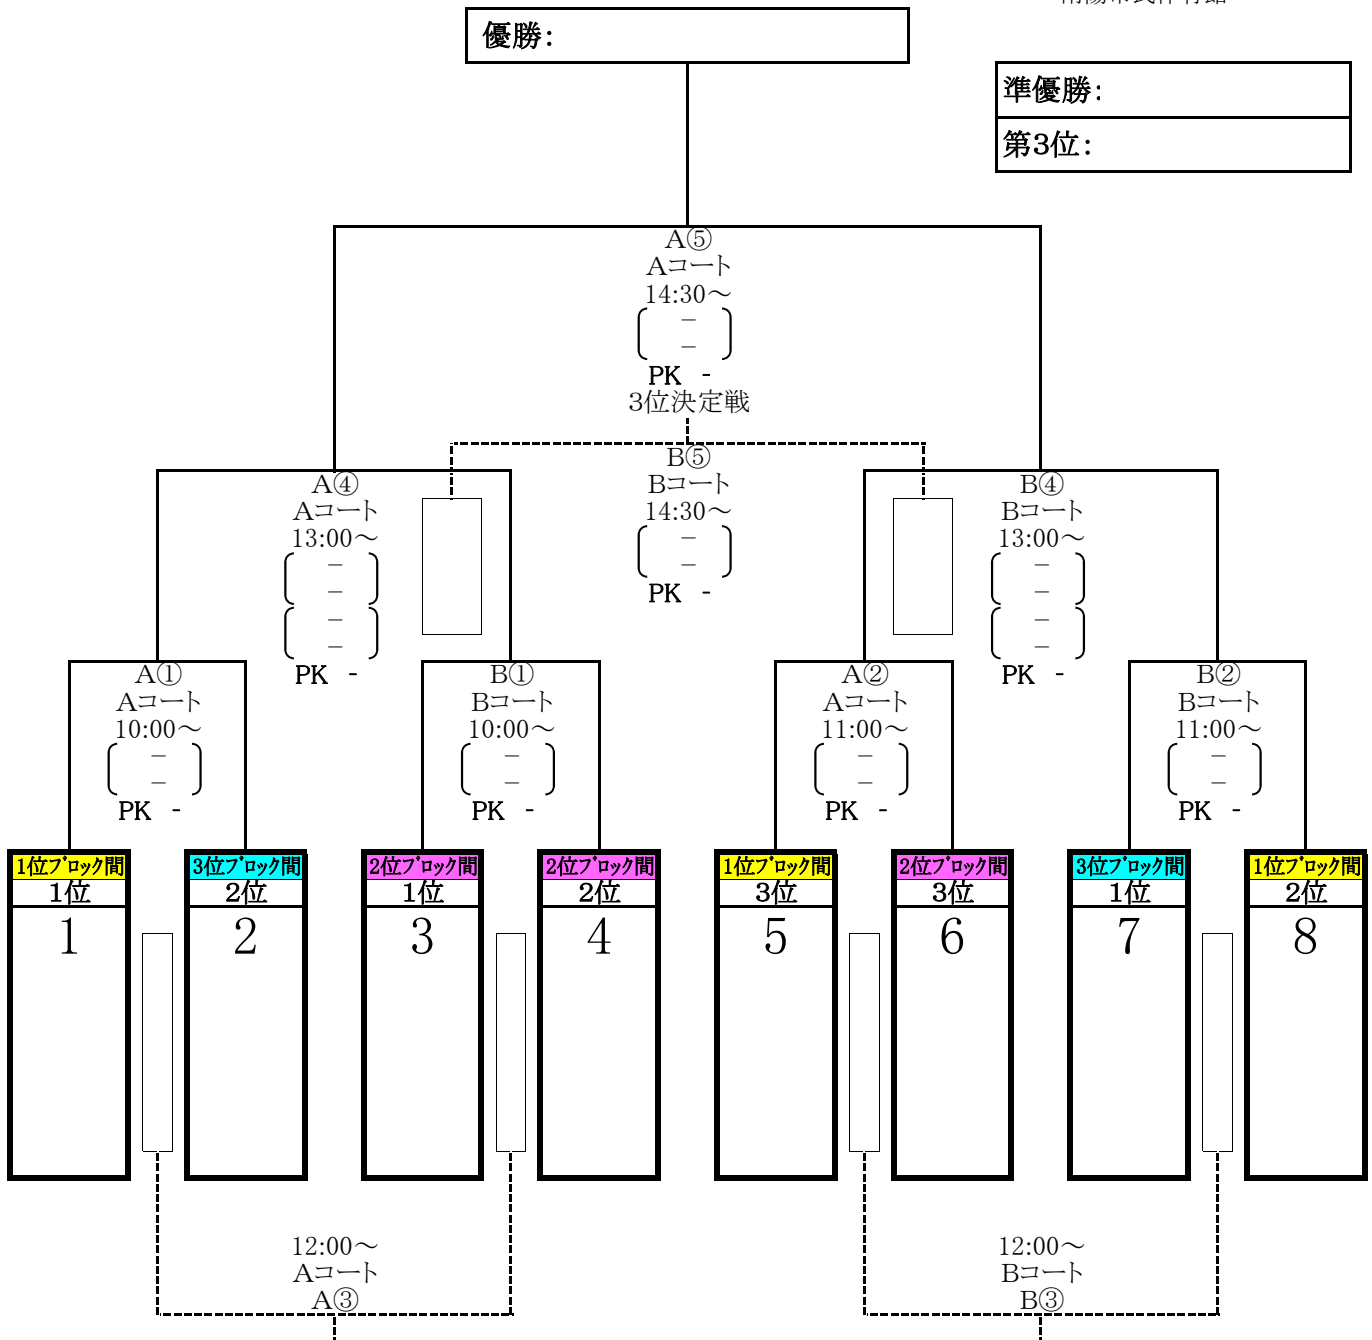 優勝:
準優勝:
第3位:
A⑤
Aコート
14:30～
－
－
PK -
3位決定戦
B⑤
Bコート
14:30～
－
－
PK -
A④
Aコート
13:00～
－
－
－
－
PK -
B④
Bコート
13:00～
－
－
－
－
PK -
A①
Aコート
10:00～
－
－
PK -
B①
Bコート
10:00～
－
－
PK -
A②
Aコート
11:00～
－
－
PK -
B②
Bコート
11:00～
－
－
PK -
1位ブロック間
1位
1
3位ブロック間
2位
2
2位ブロック間
1位
3
2位ブロック間
2位
4
1位ブロック間
3位
5
2位ブロック間
3位
6
3位ブロック間
1位
7
1位ブロック間
2位
8
12:00～
Aコート
A③
12:00～
Bコート
B③